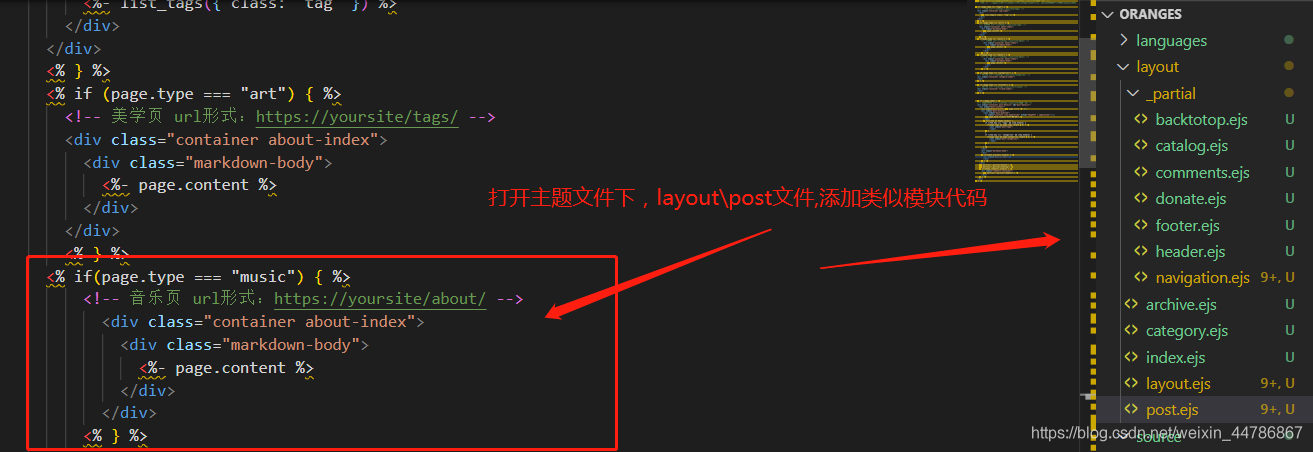 <%- list_tags({ class: "tag" }) %>
</div>
</div>
<% } %>
<% if (page.type === "art") { %>
<!-- 美学页 url形式：https://yoursite/tags/ -->
<div class="container about-index">
<div class="markdown-body">
<%- page.content %>
</div>
</div>
<% } %>
<% if(page.type === "music") { %>
<!-- 音乐页 url形式：https://yoursite/about/ -->
<div class="container about-index">
<div class="markdown-body">
<%- page.content %>
</div>
</div>
<% } %>
打开主题文件下，layout\post文件,添加类似模块代码
ORANGES
languages
layout
_partial
backtotop.ejs U
catalog.ejs U
comments.ejs U
donate.ejs U
footer.ejs U
header.ejs U
navigation.ejs 9+, U
archive.ejs U
category.ejs U
index.ejs U
layout.ejs 9+, U
post.ejs 9+, U
source
https://blog.csdn.net/weixin_44786867